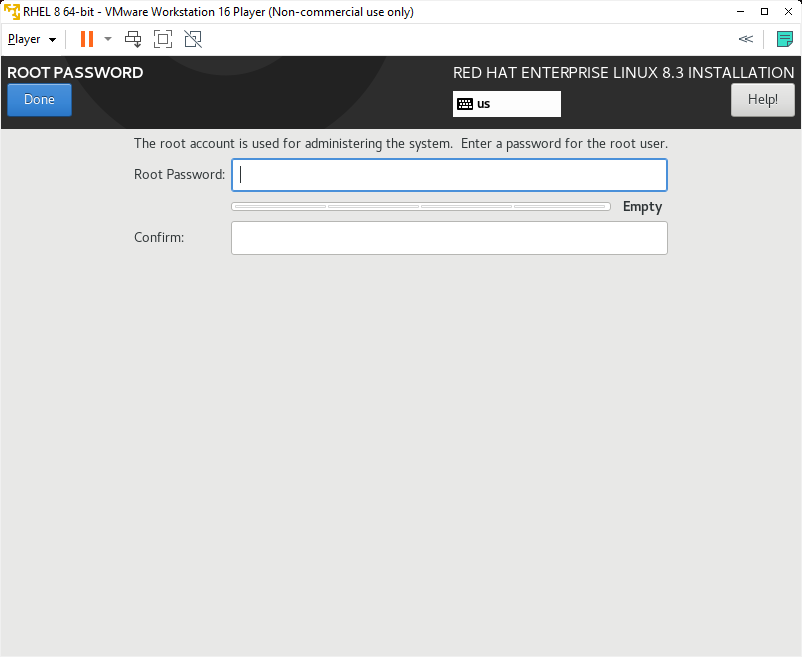 RHEL 8 64-bit - VMware Workstation 16 Player (Non-commercial use only)
Player
ROOT PASSWORD
RED HAT ENTERPRISE LINUX 8.3 INSTALLATION
Done
us
Help!
The root account is used for administering the system.  Enter a password for the root user.
Root Password:
Empty
Confirm: